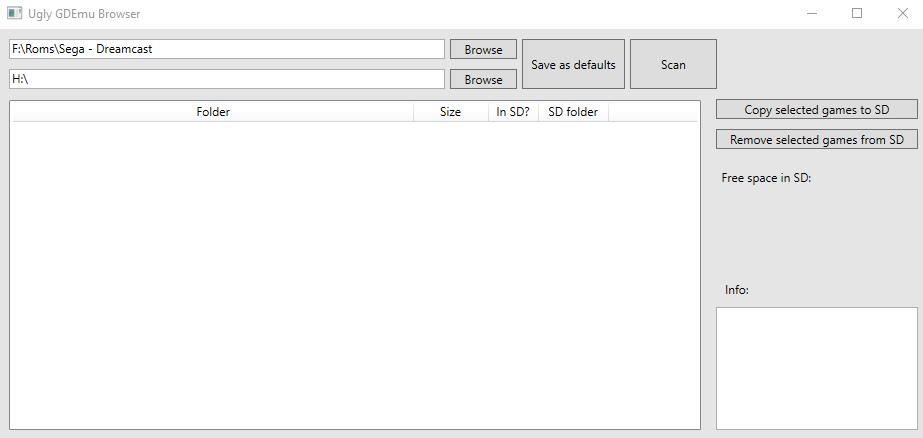 Ugly GDEmu Browser
F:\Roms\Sega - Dreamcast
Browse
H:\
Browse
Save as defaults
Scan
Folder Size In SD? SD folder
Copy selected games to SD
Remove selected games from SD
Free space in SD:
Info: